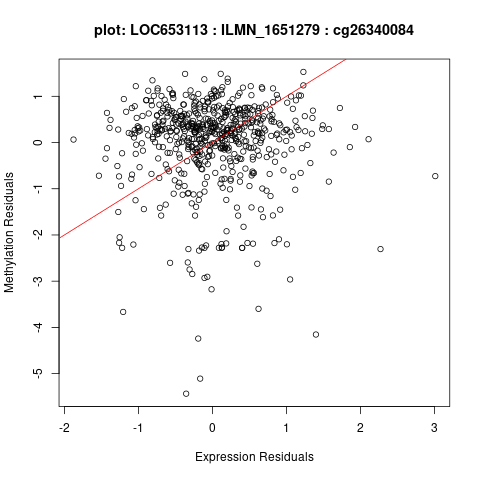 plot: LOC653113 : ILMN_1651279 : cg26340084
Methylation Residuals
1
0
-1
-2
-3
-4
-5
-2 -1 0 1 2 3
Expression Residuals